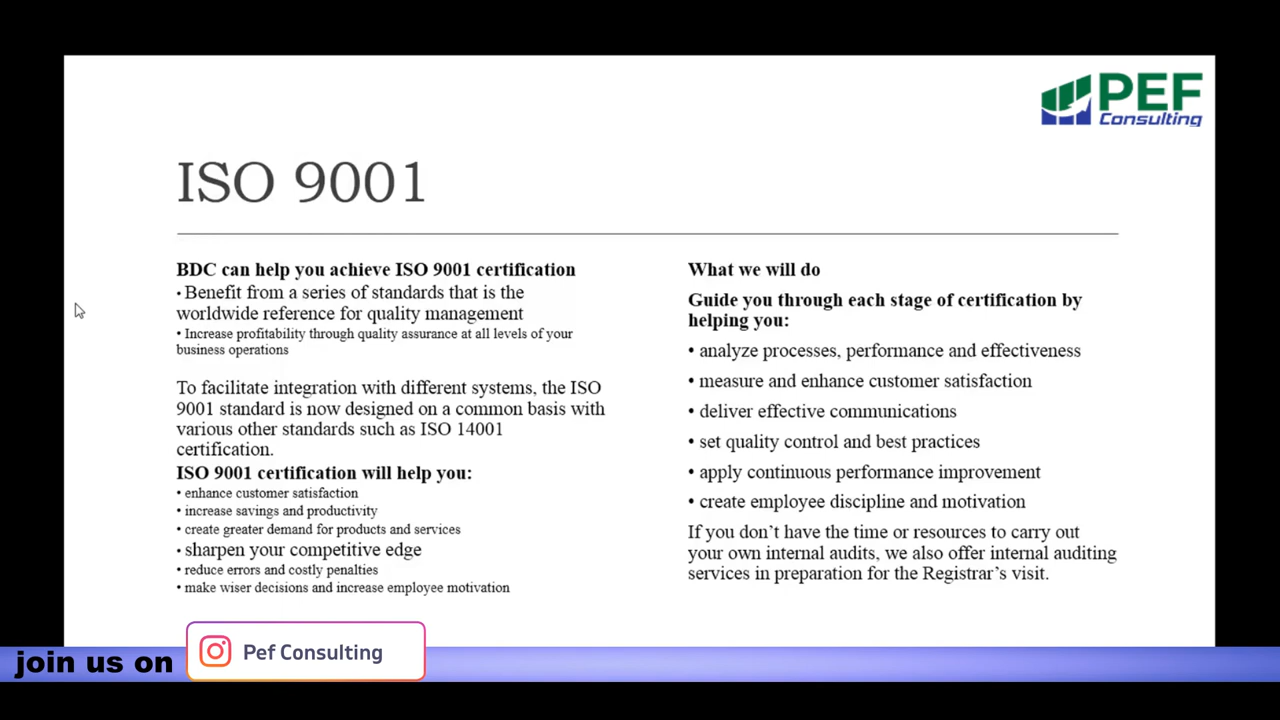 PEF
Consulting
ISO 9001
BDC can help you achieve ISO 9001 certification
• Benefit from a series of standards that is the
worldwide reference for quality management
• Increase profitability through quality assurance at all levels of your
business operations
To facilitate integration with different systems, the ISO
9001 standard is now designed on a common basis with
various other standards such as ISO 14001
certification.
ISO 9001 certification will help you:
• enhance customer satisfaction
• increase savings and productivity
• create greater demand for products and services
• sharpen your competitive edge
• reduce errors and costly penalties
• make wiser decisions and increase employee motivation
What we will do
Guide you through each stage of certification by
helping you:
• analyze processes, performance and effectiveness
• measure and enhance customer satisfaction
• deliver effective communications
• set quality control and best practices
• apply continuous performance improvement
• create employee discipline and motivation
If you don’t have the time or resources to carry out
your own internal audits, we also offer internal auditing
services in preparation for the Registrar’s visit.
join us on
Pef Consulting